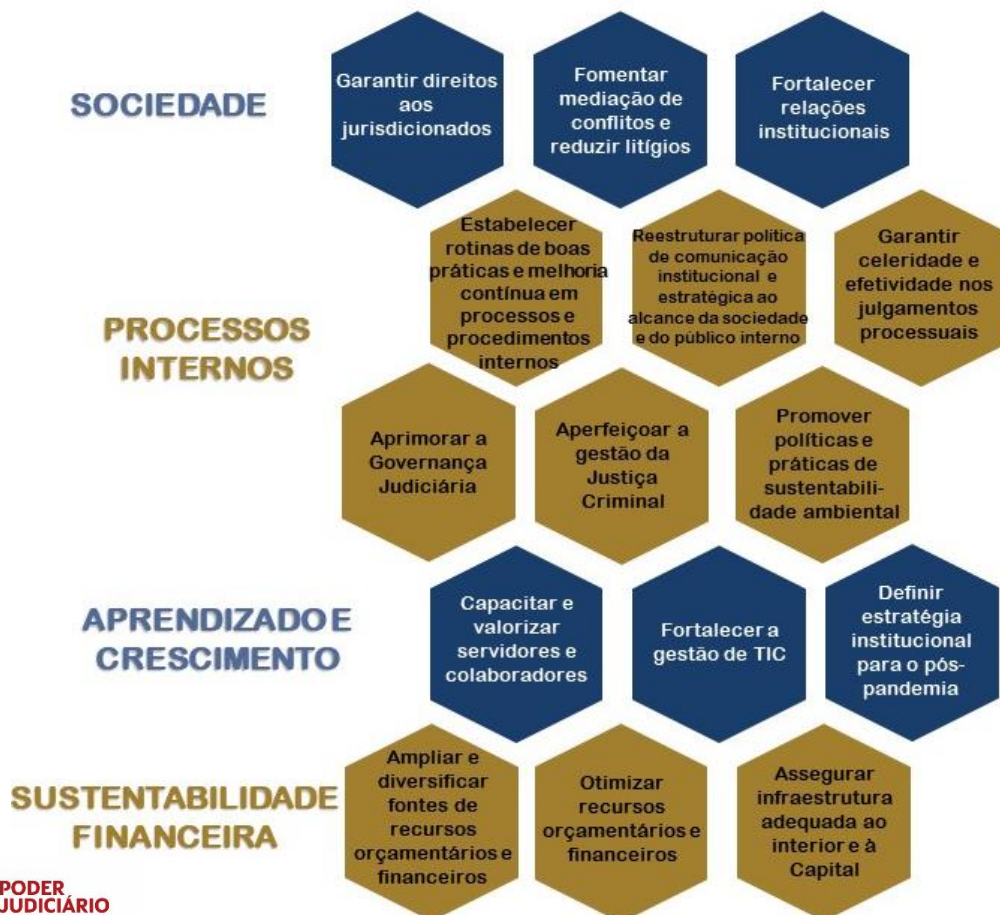 SOCIEDADE
Garantir direitos
aos
jurisdicionados
Fomentar
mediação de
conflitos e
reduzir litígios
Fortalecer
relações
institucionais
PROCESSOS
INTERNOS
Estabelecer
rotinas de boas
práticas e melhoria
contínua em
processos e
procedimentos
internos
Reestruturar política
de comunicação
institucional e
estratégica ao
alcance da sociedade
e do público interno
Garantir
celeridade e
efetividade nos
julgamentos
processuais
Aprimorar a
Governança
Judiciária
Aperfeiçoar a
gestão da
Justiça
Criminal
Promover
políticas e
práticas de
sustentabili-
dade ambiental
APRENDIZADO E
CRESCIMENTO
Capacitar e
valorizar
servidores e
colaboradores
Fortalecer a
gestão de TIC
Definir
estratégia
institucional
para o pós-
pandemia
SUSTENTABILIDADE
FINANCEIRA
Ampliar e
diversificar
fontes de
recursos
orçamentários e
financeiros
Otimizar
recursos
orçamentários e
financeiros
Assegurar
infraestrutura
adequada ao
interior e à
Capital
PODER
JUDICIÁRIO